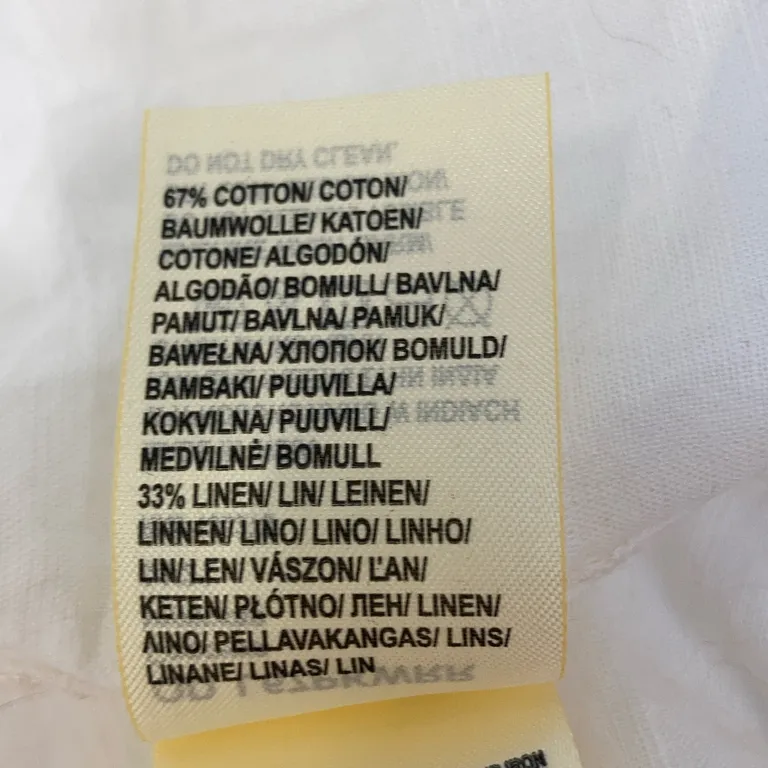 DO NOT DRY CLEAN.
67% COTTON/ COTON/
BAUMWOLLE/ KATOEN/
COTONE/ ALGODÓN/
ALGODÃO/ BOMULL/ BAVLNA/
PAMUT/ BAVLNA/ PAMUK/
BAWEŁNA/ ХЛОПОК/ BOMULD/
BAMBAKI/ PUUVILLA/
KOKVILNA/ PUUVILL/
MEDVILNĖ/ BOMULL
33% LINEN/ LIN/ LEINEN/
LINNEN/ LINO/ LINO/ LINHO/
LIN/ LEN/ VÁSZON/ ĽAN/
KETEN/ PŁÓTNO/ ЛЕН/ LINEN/
ΛINO/ PELLAVAKANGAS/ LINS/
LINANE/ LINAS/ LIN
IRON